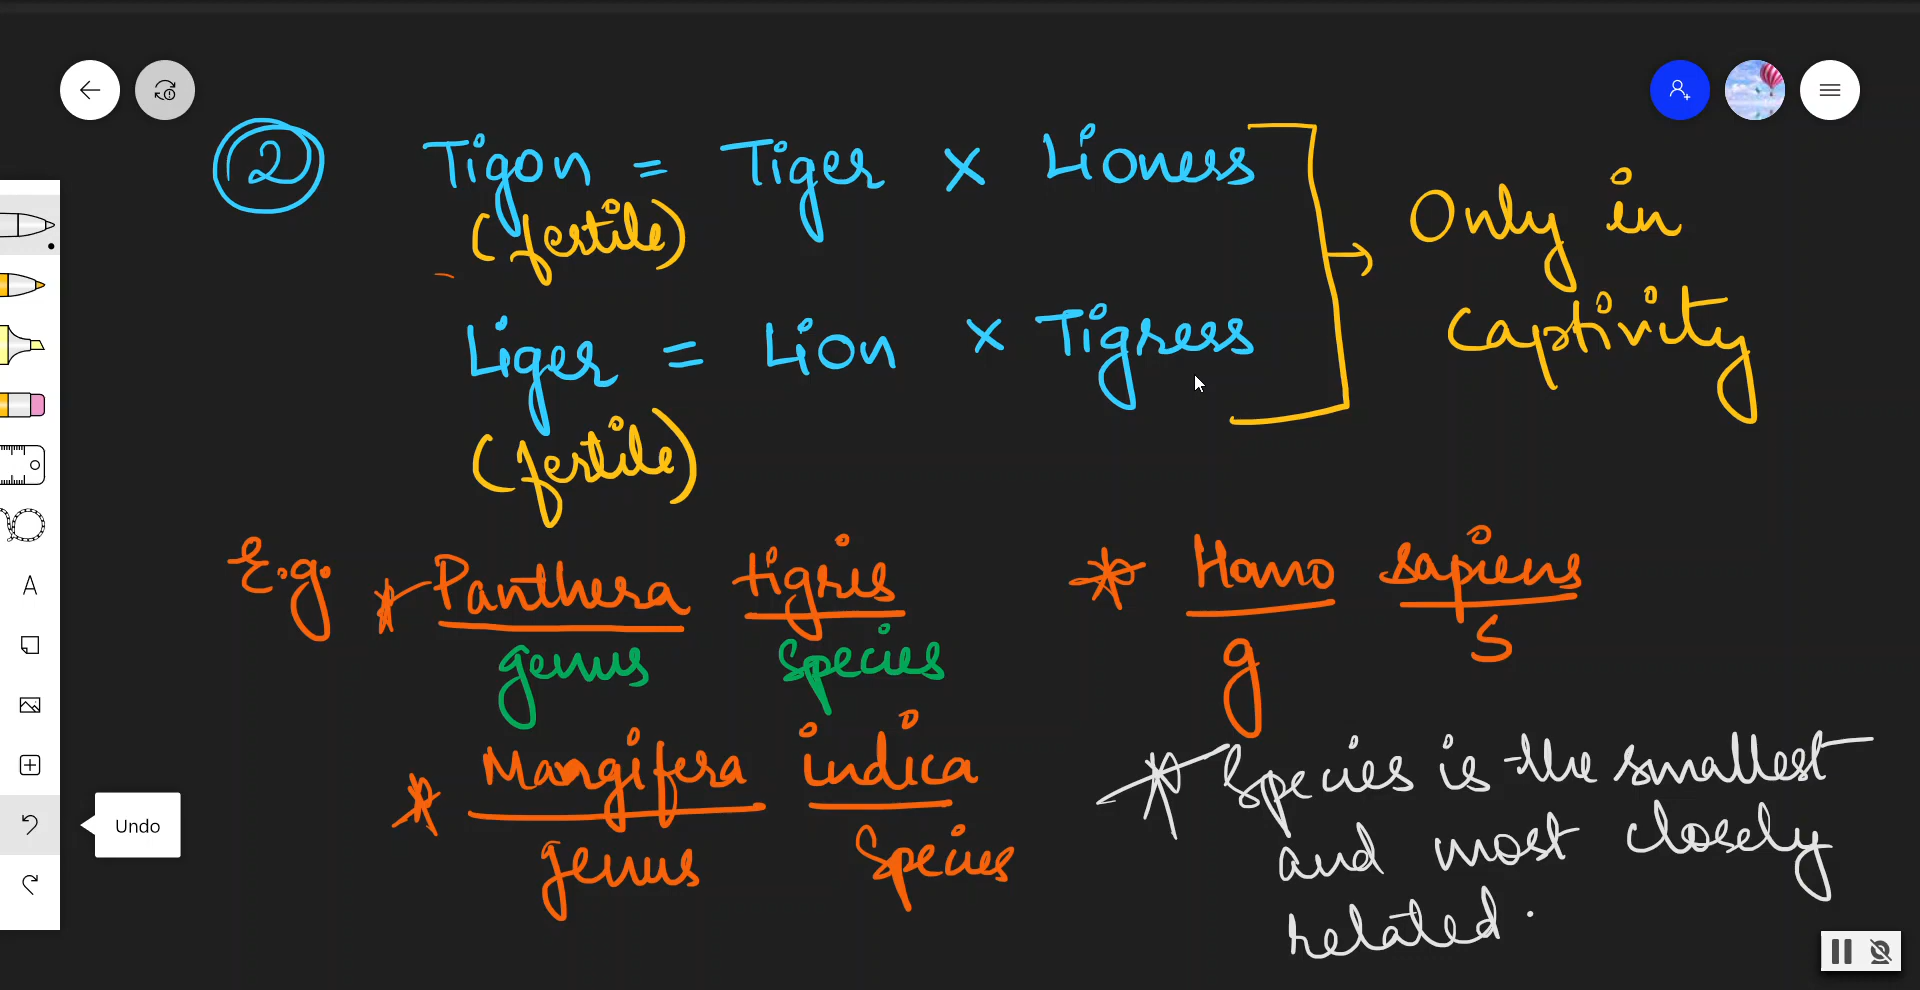 2 Tigon = Tiger × Lioness
(fertile)
Only in
captivity
Liger = Lion × Tigress
(fertile)
E.g. * Panthera tigris
genus species
* Homo sapiens
g s
* Mangifera indica
genus species
* Species is the smallest
and most closely
related.
A
Undo